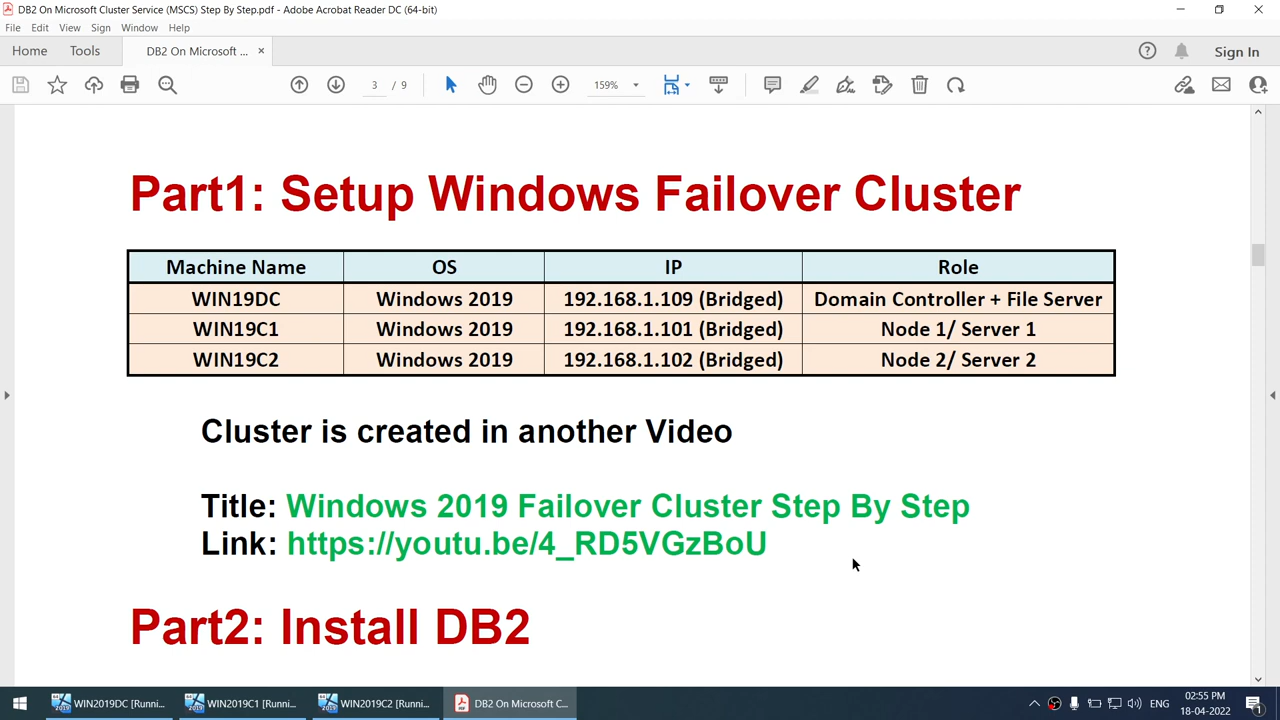 DB2 On Microsoft Cluster Service (MSCS) Step By Step.pdf - Adobe Acrobat Reader DC (64-bit)
File Edit View Sign Window Help
Home Tools DB2 On Microsoft ... × Sign In
3 / 9 159%
Part1: Setup Windows Failover Cluster
Machine Name OS IP Role
WIN19DC Windows 2019 192.168.1.109 (Bridged) Domain Controller + File Server
WIN19C1 Windows 2019 192.168.1.101 (Bridged) Node 1/ Server 1
WIN19C2 Windows 2019 192.168.1.102 (Bridged) Node 2/ Server 2
Cluster is created in another Video
Title: Windows 2019 Failover Cluster Step By Step
Link: https://youtu.be/4_RD5VGzBoU
Part2: Install DB2
WIN2019DC [Runni... WIN2019C1 [Runni... WIN2019C2 [Runni... DB2 On Microsoft C... ENG 02:55 PM
18-04-2022 1